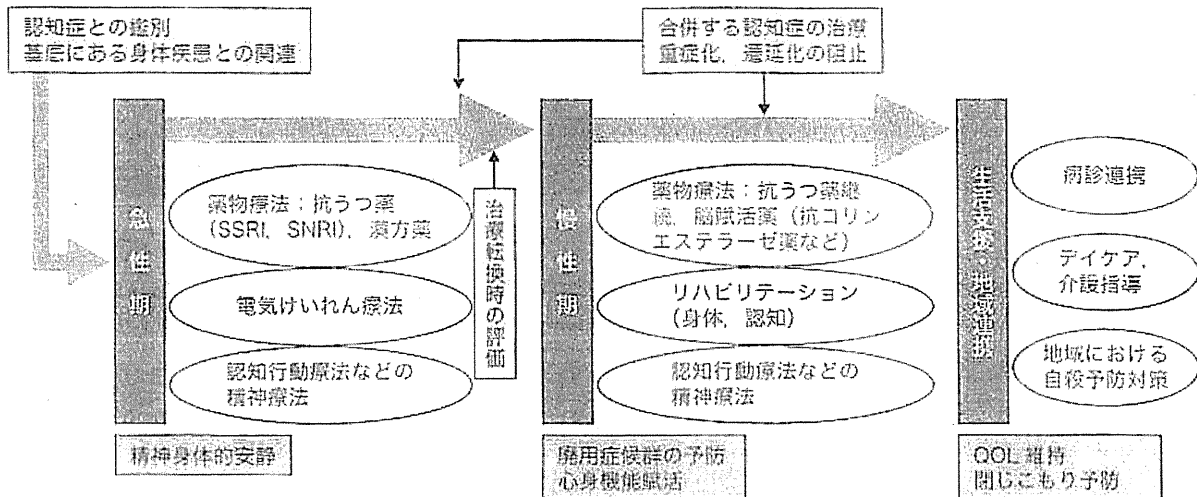 認知症との鑑別
基底にある身体疾患との関連
合併する認知症の治療
重症化，遷延化の阻止
急性期
薬物療法：抗うつ薬
(SSRI，SNRI)，漢方薬
電気けいれん療法
認知行動療法などの
精神療法
精神身体的安静
治療転換時の評価
慢性期
薬物療法：抗うつ薬継
続，脳賦活薬（抗コリン
エステラーゼ薬など）
リハビリテーション
（身体，認知）
認知行動療法などの
精神療法
廃用症候群の予防
心身機能賦活
生活支援・地域連携
病診連携
デイケア，
介護指導
地域における
自殺予防対策
QOL 維持
閉じこもり予防